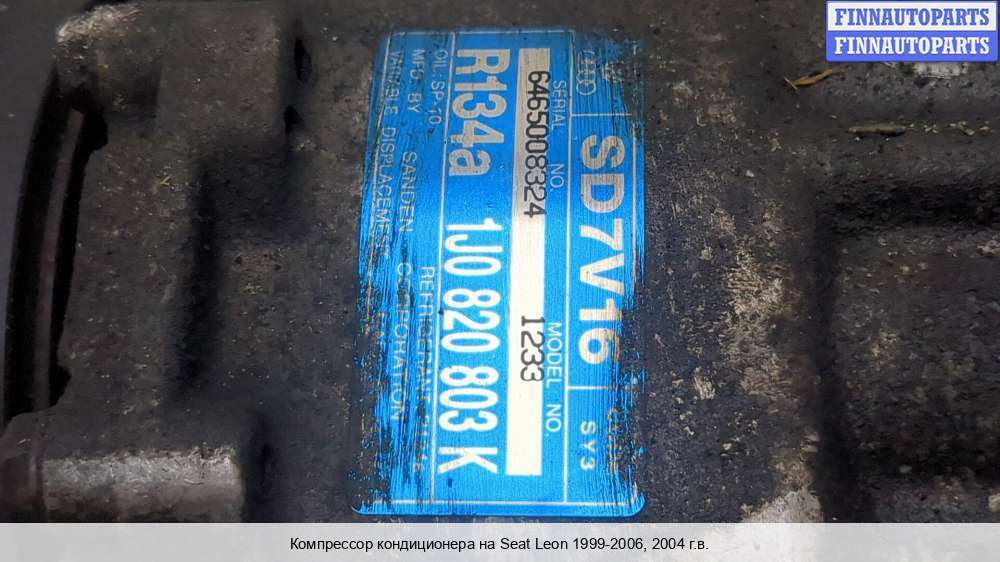 FINNAUTOPARTS
FINNAUTOPARTS
SD7V16
SY3
SERIAL NO. MODEL NO.
6465008324 1233
1J0 820 803 K
R134a REFRIGERANT
OIL: SP-10
MFG BY SANDEN CORPORATION
VARIABLE DISPLACEMENT
Компрессор кондиционера на Seat Leon 1999-2006, 2004 г.в.